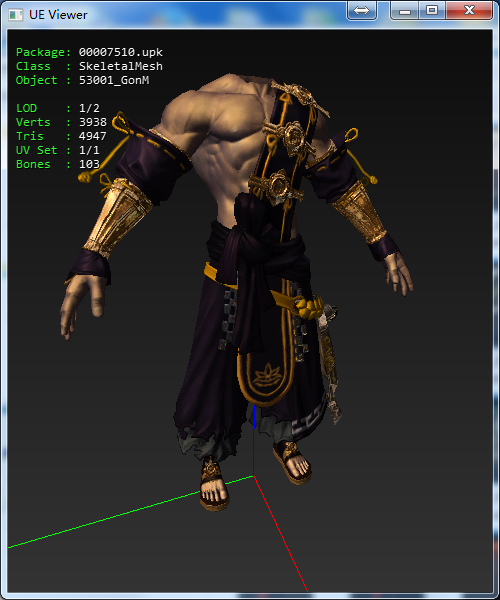 UE Viewer
Package: 00007510.upk
Class : SkeletalMesh
Object : 53001_GonM
LOD : 1/2
Verts : 3938
Tris : 4947
UV Set : 1/1
Bones : 103